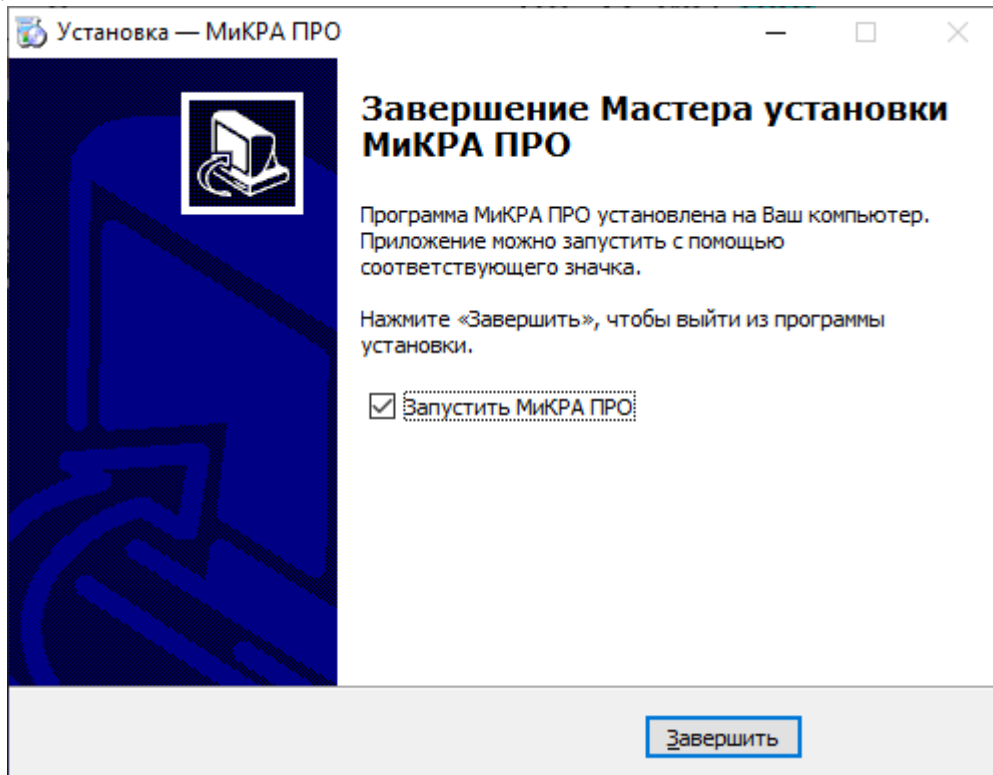 Установка — МиКРА ПРО
Завершение Мастера установки
МиКРА ПРО
Программа МиКРА ПРО установлена на Ваш компьютер.
Приложение можно запустить с помощью
соответствующего значка.
Нажмите «Завершить», чтобы выйти из программы
установки.
Запустить МиКРА ПРО
Завершить